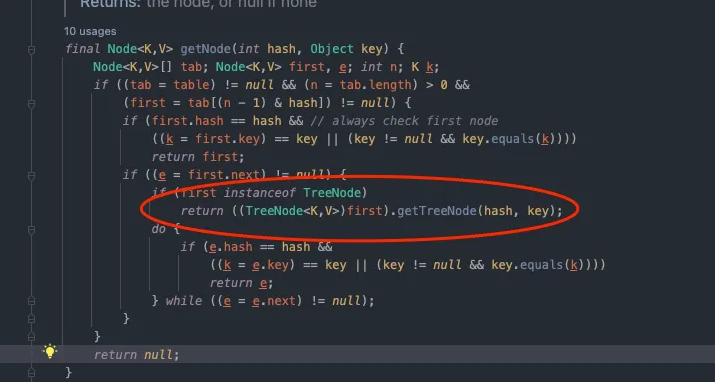 Returns: the node, or null if none
10 usages
final Node<K,V> getNode(int hash, Object key) {
Node<K,V>[] tab; Node<K,V> first, e; int n; K k;
if ((tab = table) != null && (n = tab.length) > 0 &&
(first = tab[(n - 1) & hash]) != null) {
if (first.hash == hash && // always check first node
((k = first.key) == key || (key != null && key.equals(k))))
return first;
if ((e = first.next) != null) {
if (first instanceof TreeNode)
return ((TreeNode<K,V>)first).getTreeNode(hash, key);
do {
if (e.hash == hash &&
((k = e.key) == key || (key != null && key.equals(k))))
return e;
} while ((e = e.next) != null);
}
}
return null;
}